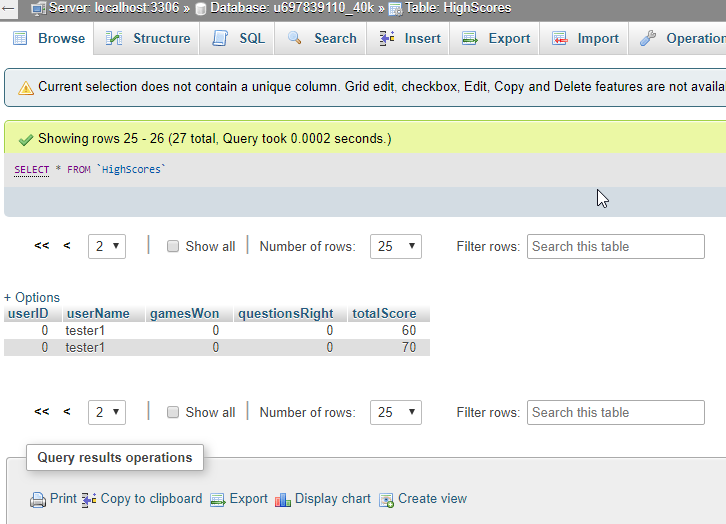 Server: localhost:3306 » Database: u697839110_40k » Table: HighScores
Browse Structure SQL Search Insert Export Import
Current selection does not contain a unique column. Grid edit, checkbox, Edit, Copy and Delete features are not
Showing rows 25 - 26 (27 total, Query took 0.0002 seconds.)
SELECT * FROM `HighScores`
<< < 2 Show all Number of rows: 25 Filter rows: Search this table
+ Options
userID userName gamesWon questionsRight totalScore
0 tester1 0 0 60
0 tester1 0 0 70
<< < 2 Show all Number of rows: 25 Filter rows: Search this table
Query results operations
Print Copy to clipboard Export Display chart Create view